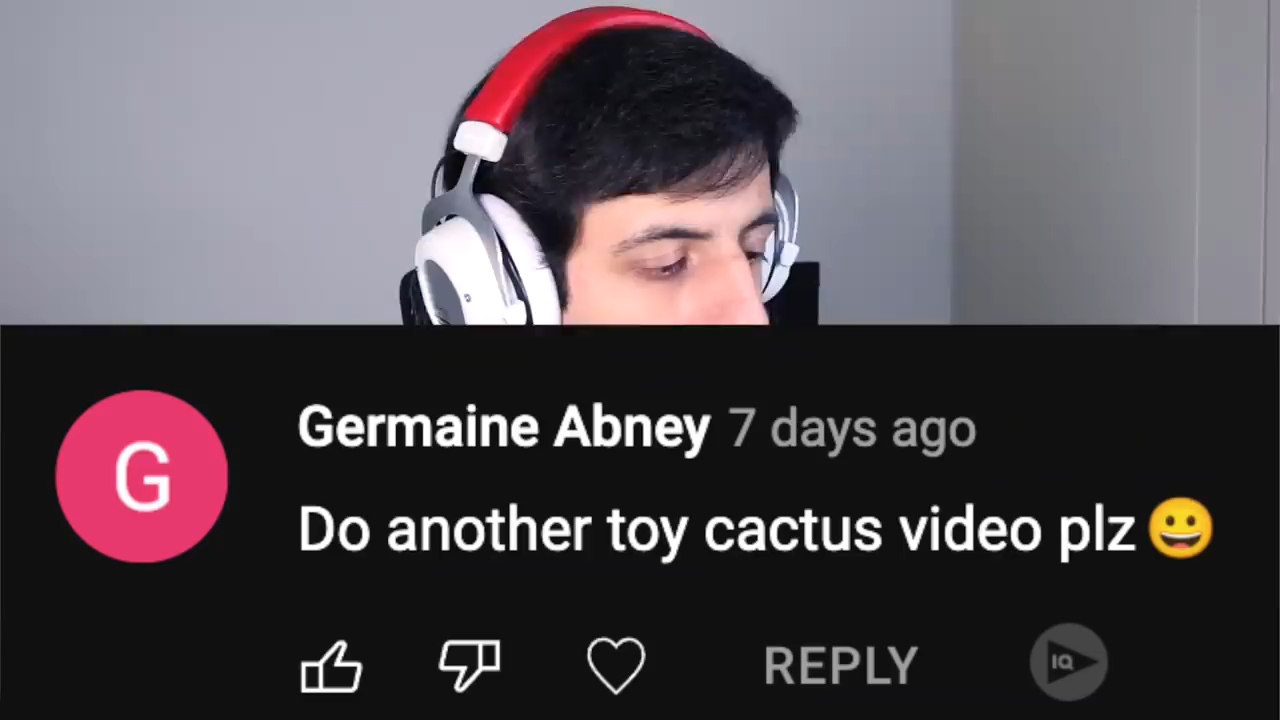 G
Germaine Abney 7 days ago
Do another toy cactus video plz😀
REPLY
IQ